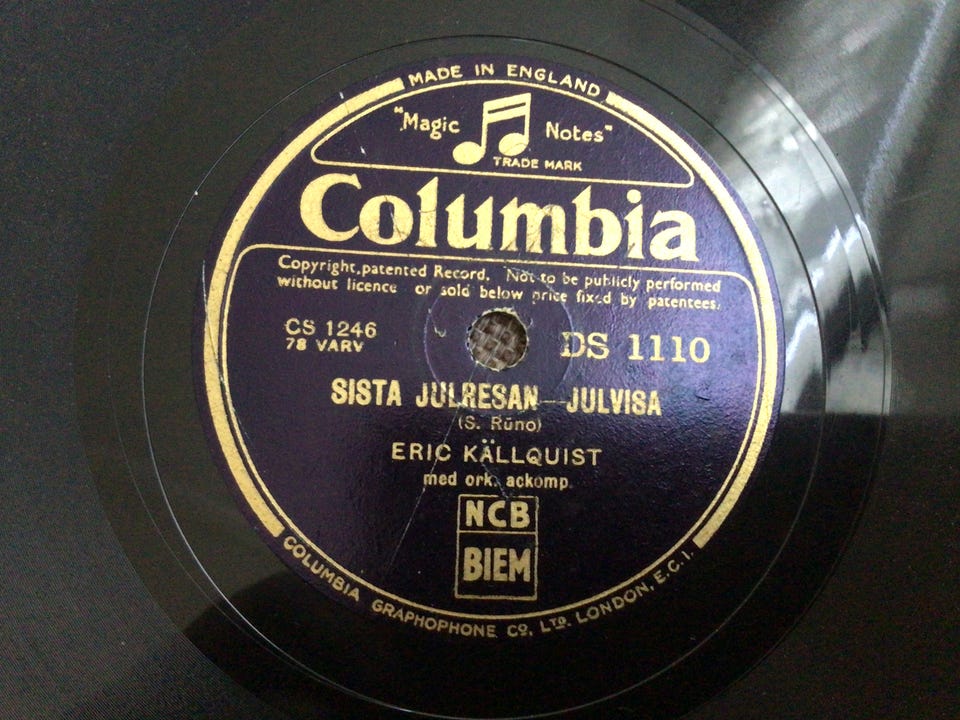 MADE IN ENGLAND
"Magic Notes"
TRADE MARK
Columbia
Copyright, patented Record. Not to be publicly performed
without licence or sold below price fixed by patentees.
CS 1246
78 VARV
DS 1110
SISTA JULRESAN—JULVISA
(S. Rüno)
ERIC KÄLLQUIST
med ork. ackomp.
NCB
BIEM
COLUMBIA GRAPHOPHONE CO, LTD. LONDON, E.C.1.